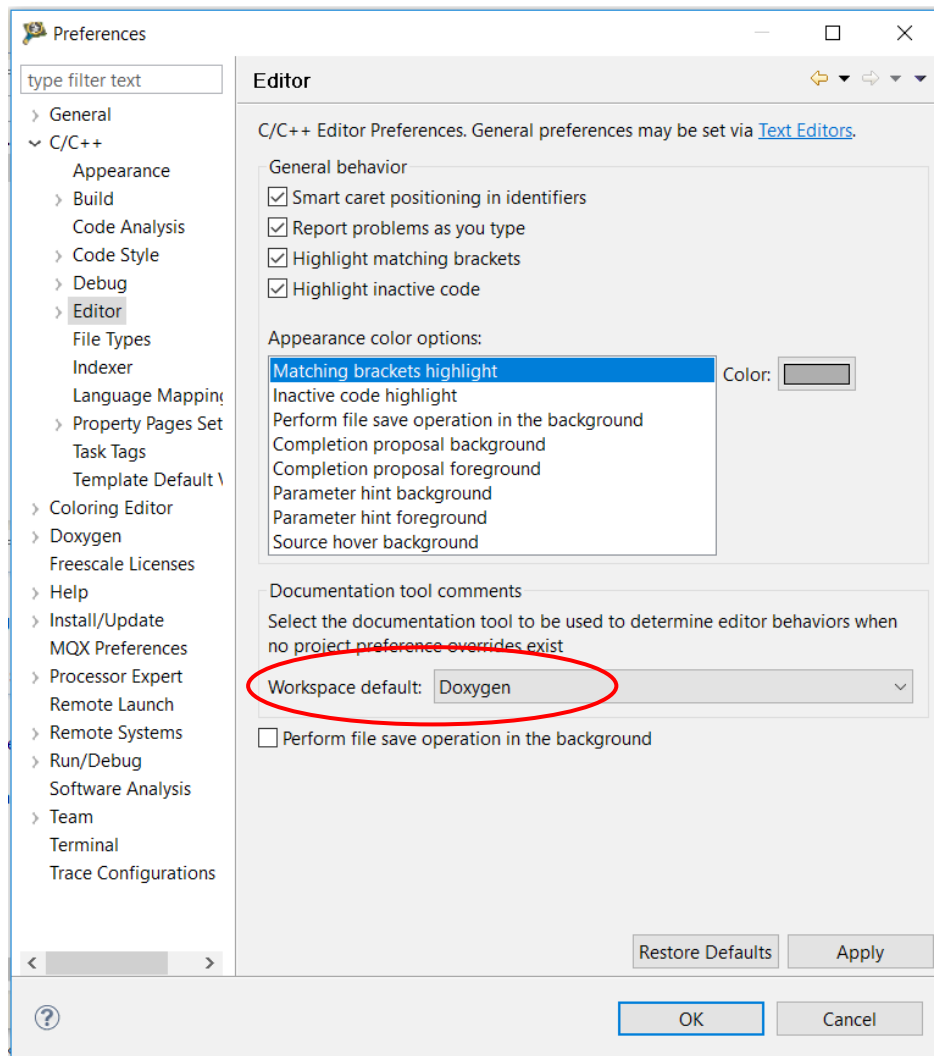 Preferences
type filter text
General
C/C++
Appearance
Build
Code Analysis
Code Style
Debug
Editor
File Types
Indexer
Language Mapping
Property Pages Set
Task Tags
Template Default
Coloring Editor
Doxygen
Freescale Licenses
Help
Install/Update
MQX Preferences
Processor Expert
Remote Launch
Remote Systems
Run/Debug
Software Analysis
Team
Terminal
Trace Configurations
Editor
C/C++ Editor Preferences. General preferences may be set via Text Editors.
General behavior
Smart caret positioning in identifiers
Report problems as you type
Highlight matching brackets
Highlight inactive code
Appearance color options:
Matching brackets highlight
Inactive code highlight
Perform file save operation in the background
Completion proposal background
Completion proposal foreground
Parameter hint background
Parameter hint foreground
Source hover background
Color:
Documentation tool comments
Select the documentation tool to be used to determine editor behaviors when
no project preference overrides exist
Workspace default: Doxygen
Perform file save operation in the background
Restore Defaults Apply
OK Cancel